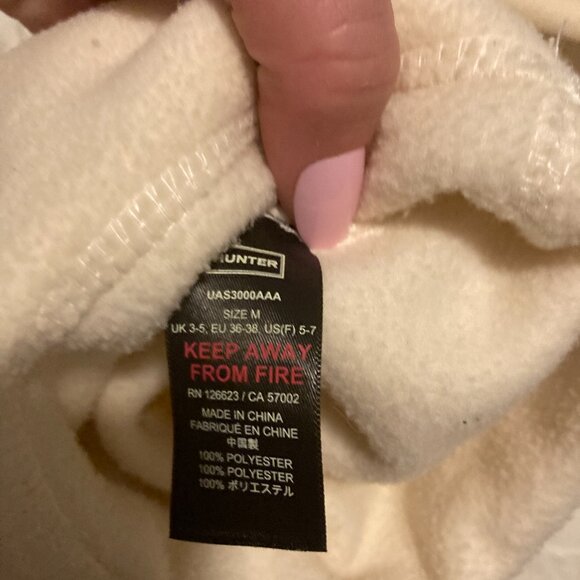 HUNTER
UAS3000AAA
SIZE M
UK 3-5, EU 36-38, US(F) 5-7
KEEP AWAY
FROM FIRE
RN 126623 / CA 57002
MADE IN CHINA
FABRIQUÉ EN CHINE
中国製
100% POLYESTER
100% POLYESTER
100% ポリエステル